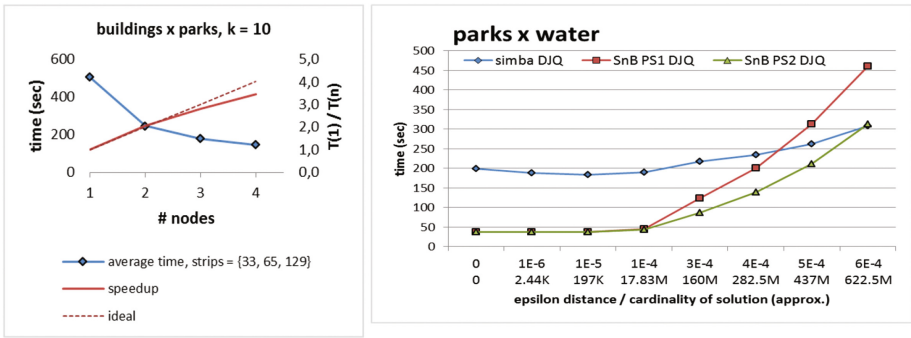 buildings x parks, k = 10
600
400
200
0
time (sec)
5,0
4,0
3,0
2,0
1,0
0,0
T(1) / T(n)
1 2 3 4
# nodes
average time, strips = {33, 65, 129}
speedup
ideal
parks x water
simba DJQ SnB PS1 DJQ SnB PS2 DJQ
500
450
400
350
300
250
200
150
100
50
0
time (sec)
0 1E-6 1E-5 1E-4 3E-4 4E-4 5E-4 6E-4
0 2.44K 197K 17.83M 160M 282.5M 437M 622.5M
epsilon distance / cardinality of solution (approx.)